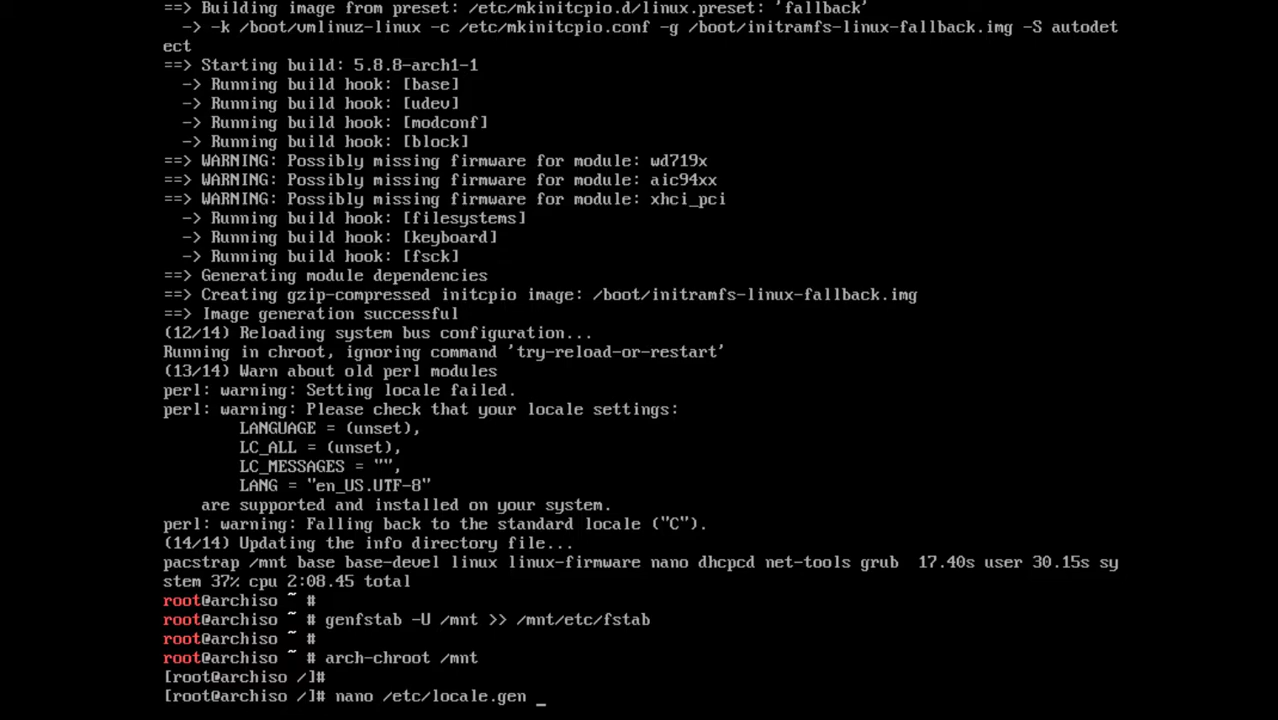 ==> Building image from preset: /etc/mkinitcpio.d/linux.preset: 'fallback'
  -> -k /boot/vmlinuz-linux -c /etc/mkinitcpio.conf -g /boot/initramfs-linux-fallback.img -S autodet
ect
==> Starting build: 5.8.8-arch1-1
  -> Running build hook: [base]
  -> Running build hook: [udev]
  -> Running build hook: [modconf]
  -> Running build hook: [block]
==> WARNING: Possibly missing firmware for module: wd719x
==> WARNING: Possibly missing firmware for module: aic94xx
==> WARNING: Possibly missing firmware for module: xhci_pci
  -> Running build hook: [filesystems]
  -> Running build hook: [keyboard]
  -> Running build hook: [fsck]
==> Generating module dependencies
==> Creating gzip-compressed initcpio image: /boot/initramfs-linux-fallback.img
==> Image generation successful
(12/14) Reloading system bus configuration...
Running in chroot, ignoring command 'try-reload-or-restart'
(13/14) Warn about old perl modules
perl: warning: Setting locale failed.
perl: warning: Please check that your locale settings:
        LANGUAGE = (unset),
        LC_ALL = (unset),
        LC_MESSAGES = "",
        LANG = "en_US.UTF-8"
    are supported and installed on your system.
perl: warning: Falling back to the standard locale ("C").
(14/14) Updating the info directory file...
pacstrap /mnt base base-devel linux linux-firmware nano dhcpcd net-tools grub  17.40s user 30.15s sy
stem 37% cpu 2:08.45 total
root@archiso ~ #
root@archiso ~ # genfstab -U /mnt >> /mnt/etc/fstab
root@archiso ~ #
root@archiso ~ # arch-chroot /mnt
[root@archiso /]#
[root@archiso /]# nano /etc/locale.gen _